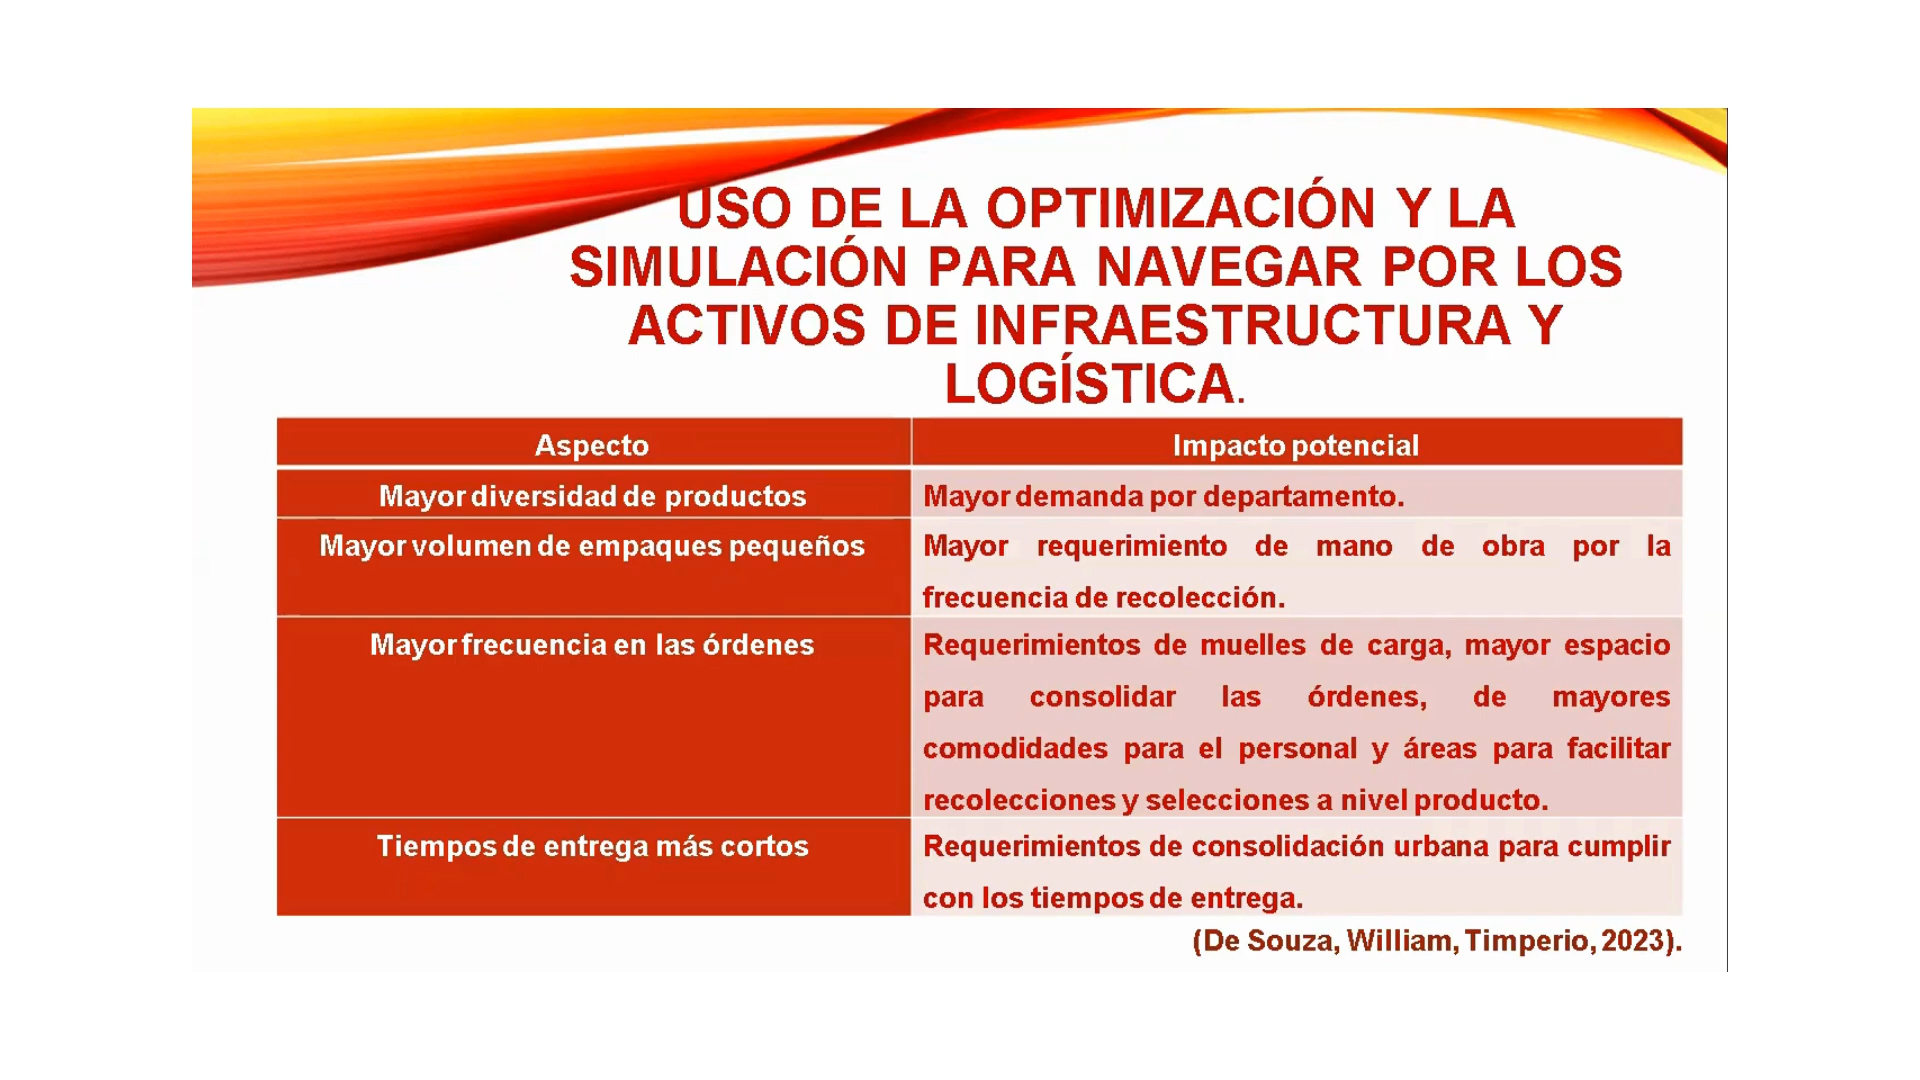 USO DE LA OPTIMIZACIÓN Y LA
SIMULACIÓN PARA NAVEGAR POR LOS
ACTIVOS DE INFRAESTRUCTURA Y
LOGÍSTICA.
Aspecto
Impacto potencial
Mayor diversidad de productos
Mayor demanda por departamento.
Mayor volumen de empaques pequeños
Mayor requerimiento de mano de obra por la
frecuencia de recolección.
Mayor frecuencia en las órdenes
Requerimientos de muelles de carga, mayor espacio
para consolidar las órdenes, de mayores
comodidades para el personal y áreas para facilitar
recolecciones y selecciones a nivel producto.
Tiempos de entrega más cortos
Requerimientos de consolidación urbana para cumplir
con los tiempos de entrega.
(De Souza, William, Timperio, 2023).